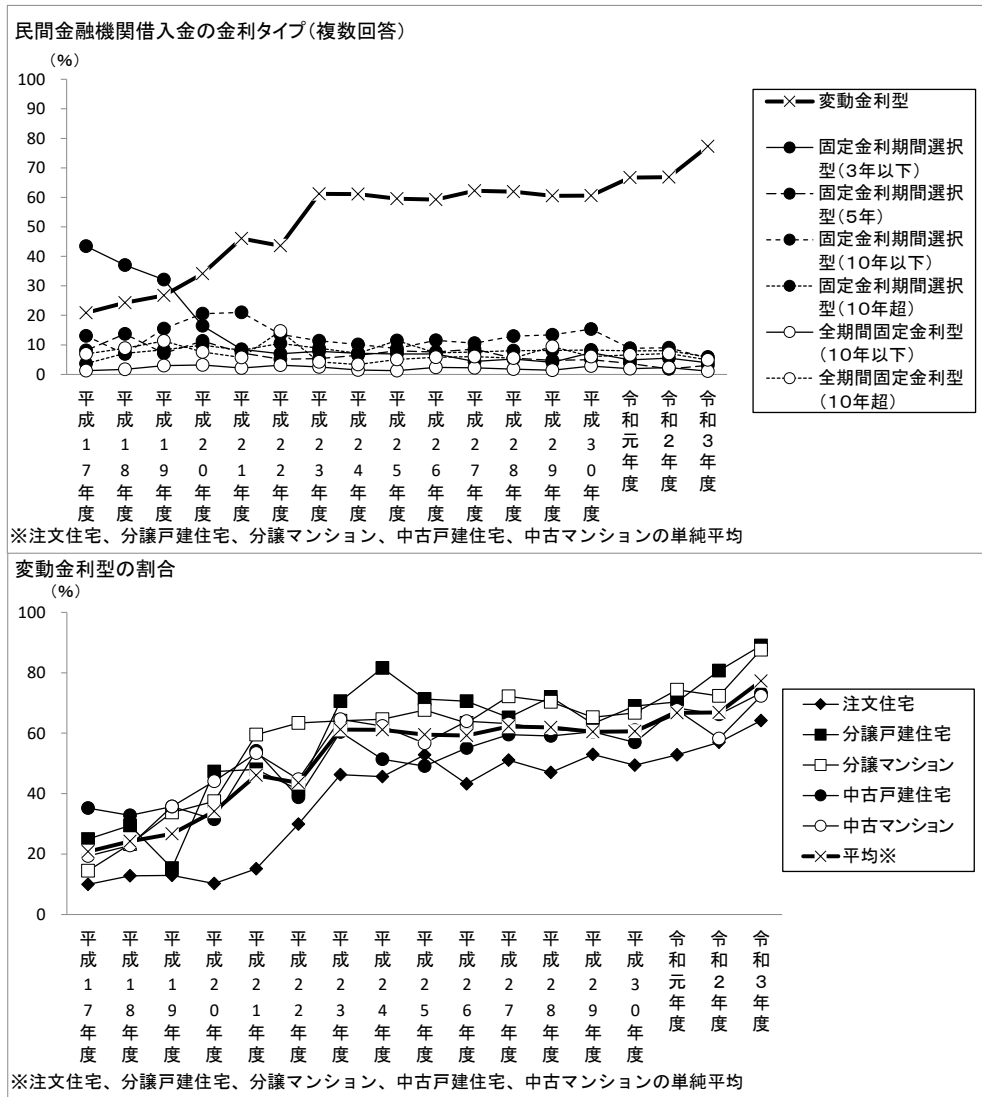 民間金融機関借入金の金利タイプ(複数回答)
(%)
100
90
80
70
60
50
40
30
20
10
0
平成17年度
平成18年度
平成19年度
平成20年度
平成21年度
平成22年度
平成23年度
平成24年度
平成25年度
平成26年度
平成27年度
平成28年度
平成29年度
平成30年度
令和元年度
令和2年度
令和3年度
変動金利型
固定金利期間選択
型(3年以下)
固定金利期間選択
型(5年)
固定金利期間選択
型(10年以下)
固定金利期間選択
型(10年超)
全期間固定金利型
(10年以下)
全期間固定金利型
(10年超)
※注文住宅、分譲戸建住宅、分譲マンション、中古戸建住宅、中古マンションの単純平均
変動金利型の割合
(%)
100
80
60
40
20
0
平成17年度
平成18年度
平成19年度
平成20年度
平成21年度
平成22年度
平成23年度
平成24年度
平成25年度
平成26年度
平成27年度
平成28年度
平成29年度
平成30年度
令和元年度
令和2年度
令和3年度
注文住宅
分譲戸建住宅
分譲マンション
中古戸建住宅
中古マンション
平均※
※注文住宅、分譲戸建住宅、分譲マンション、中古戸建住宅、中古マンションの単純平均